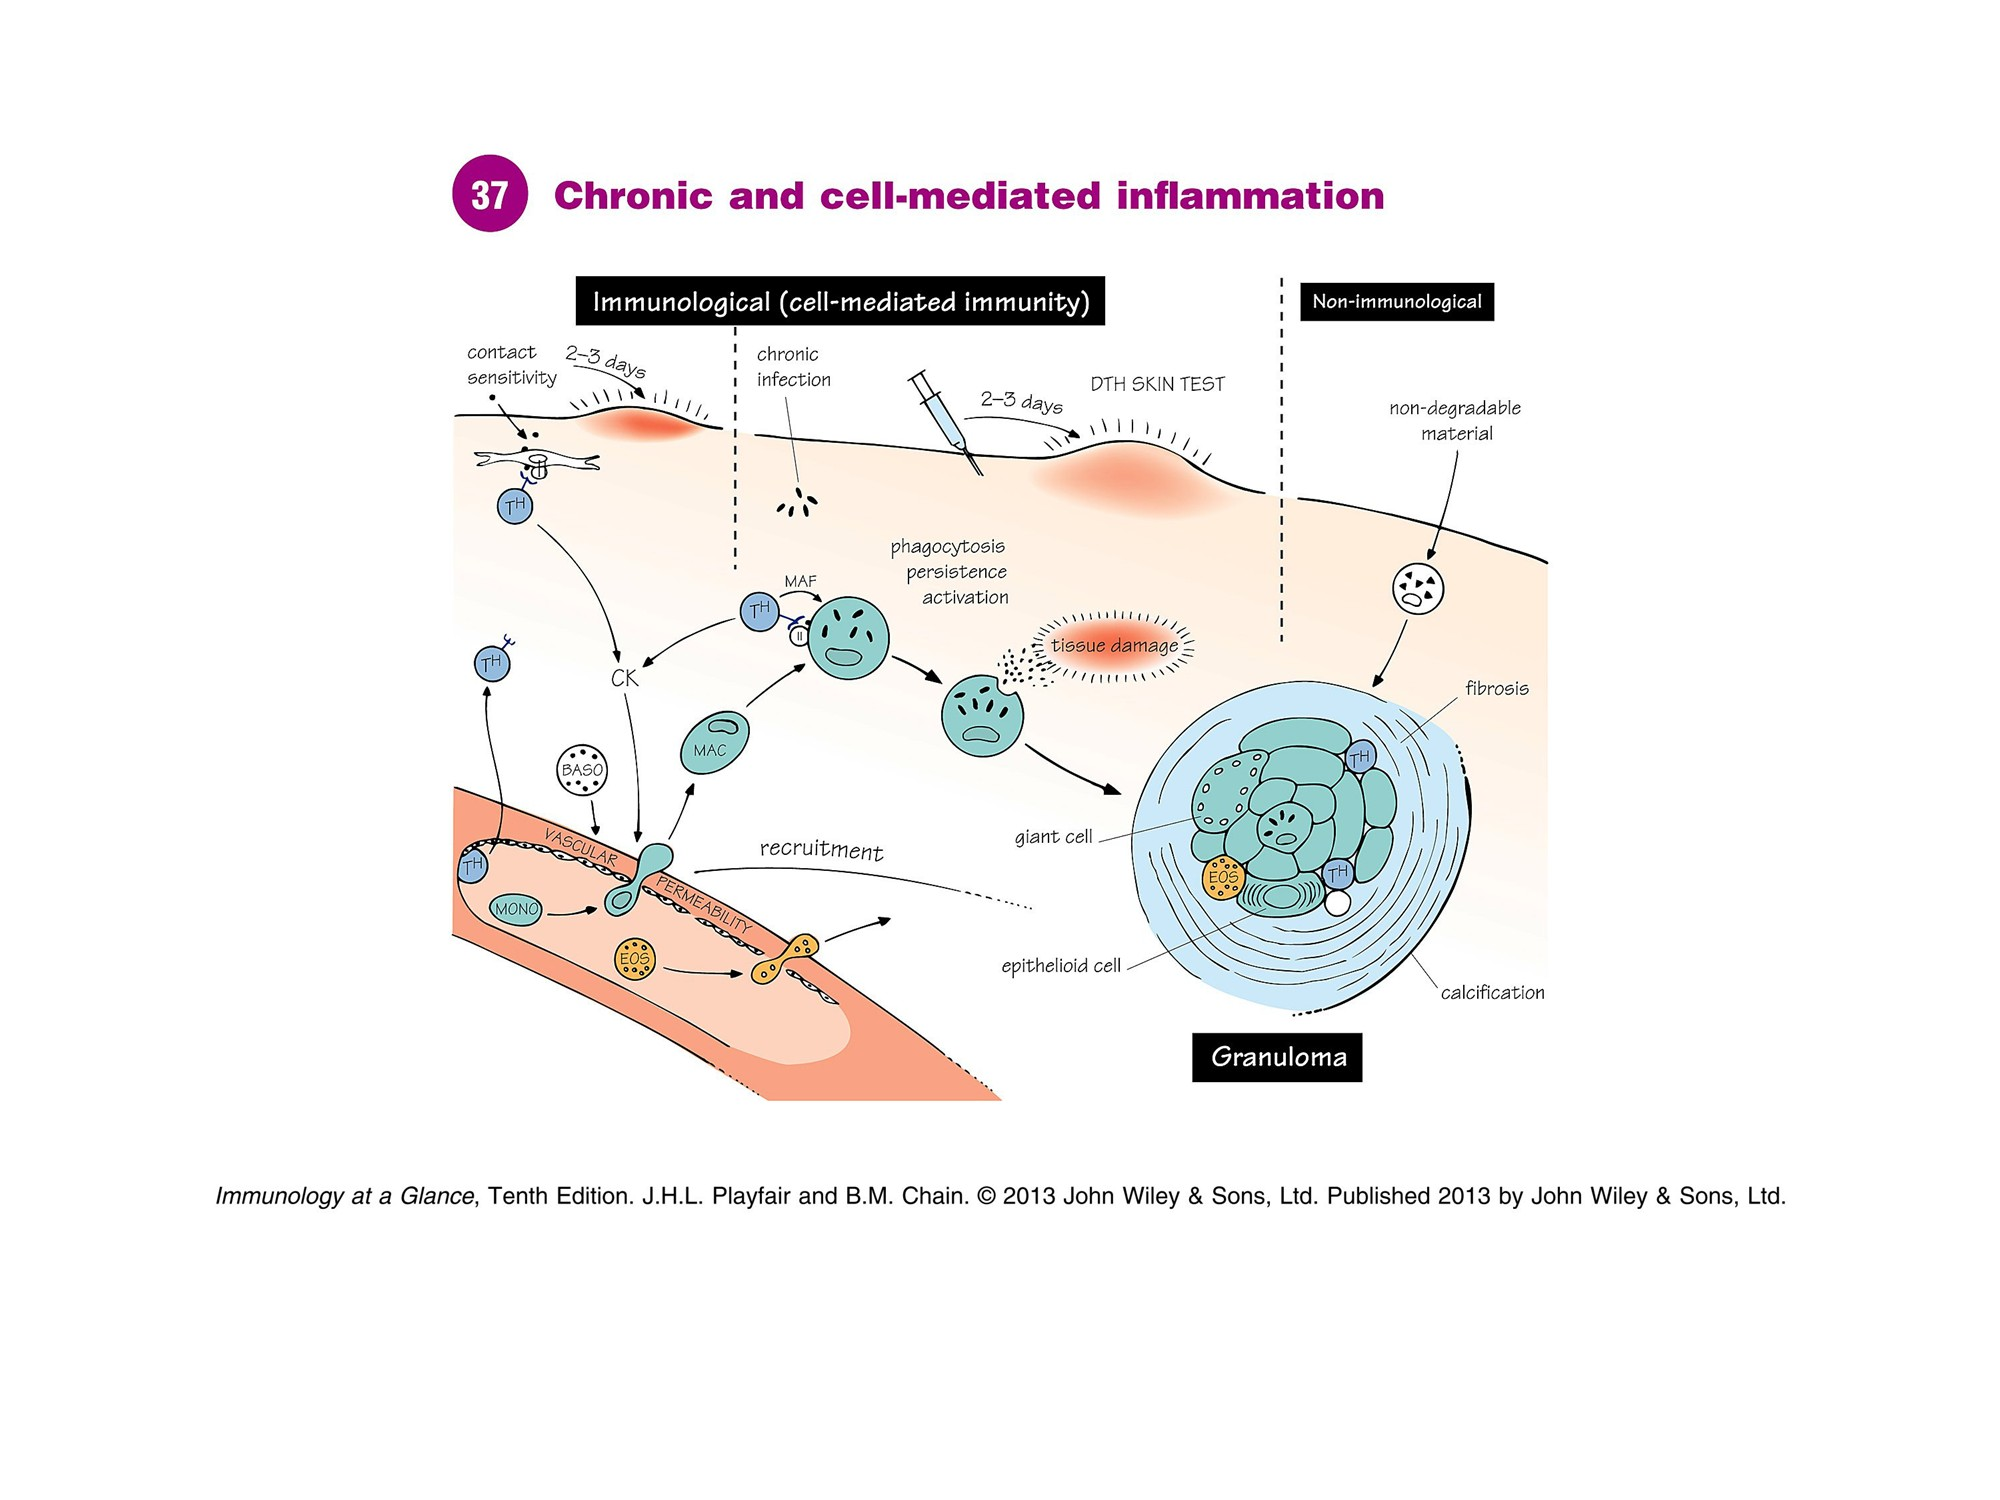 37
Chronic and cell-mediated inflammation
Immunological (cell-mediated immunity)
Non-immunological
contact
sensitivity
2–3 days
chronic
infection
2–3 days
DTH SKIN TEST
non-degradable
material
II
TH
phagocytosis
persistence
activation
MAF
TH
II
tissue damage
TH
CK
fibrosis
MAC
BASO
TH
giant cell
VASCULAR
PERMEABILITY
recruitment
TH
MONO
EOS
TH
EOS
epithelioid cell
calcification
Granuloma
Immunology at a Glance, Tenth Edition. J.H.L. Playfair and B.M. Chain. © 2013 John Wiley & Sons, Ltd. Published 2013 by John Wiley & Sons, Ltd.